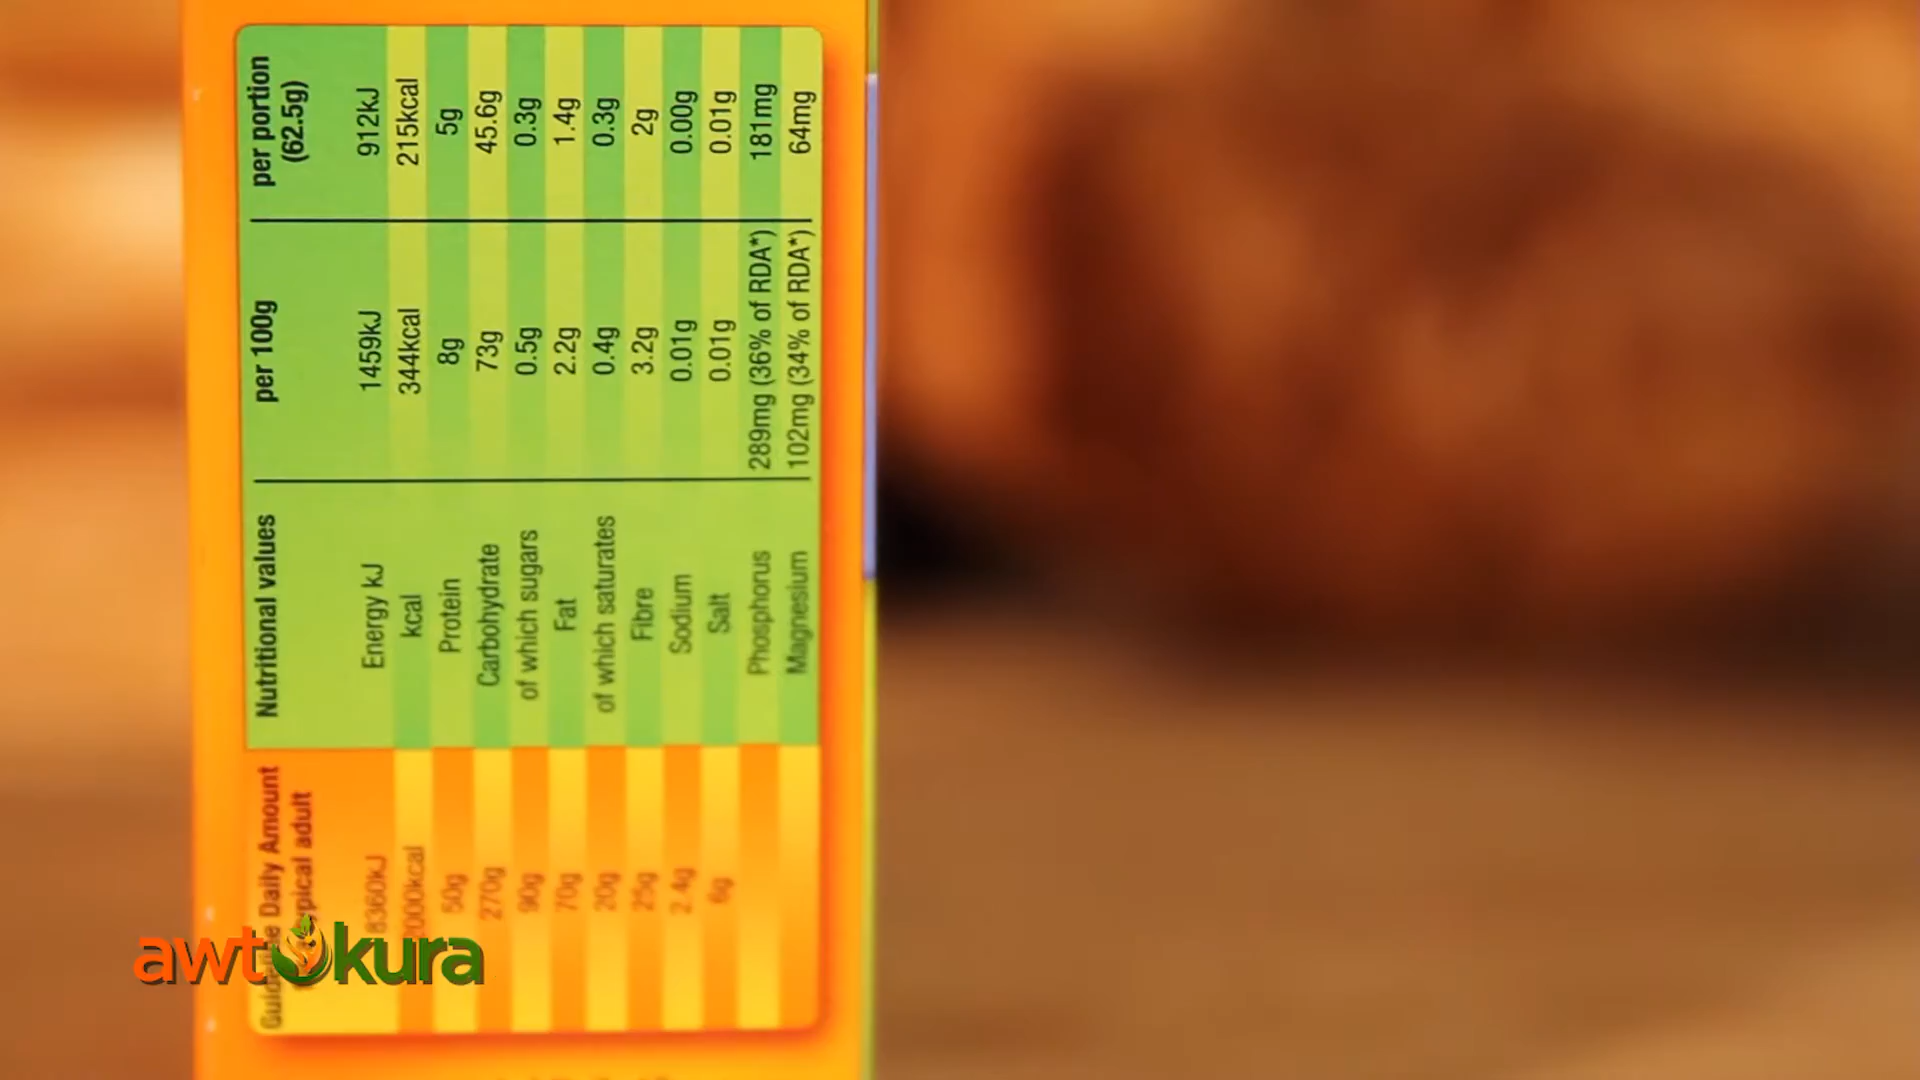 Nutritional values per 100g per portion
(62.5g)
Guideline Daily Amount
typical adult
Energy kJ 1459kJ 912kJ 8360kJ
kcal 344kcal 215kcal 2000kcal
Protein 8g 5g 50g
Carbohydrate 73g 45.6g 270g
of which sugars 0.5g 0.3g 90g
Fat 2.2g 1.4g 70g
of which saturates 0.4g 0.3g 20g
Fibre 3.2g 2g 25g
Sodium 0.01g 0.00g 2.4g
Salt 0.01g 0.01g 6g
Phosphorus 289mg (36% of RDA*) 181mg
Magnesium 102mg (34% of RDA*) 64mg
awtokura